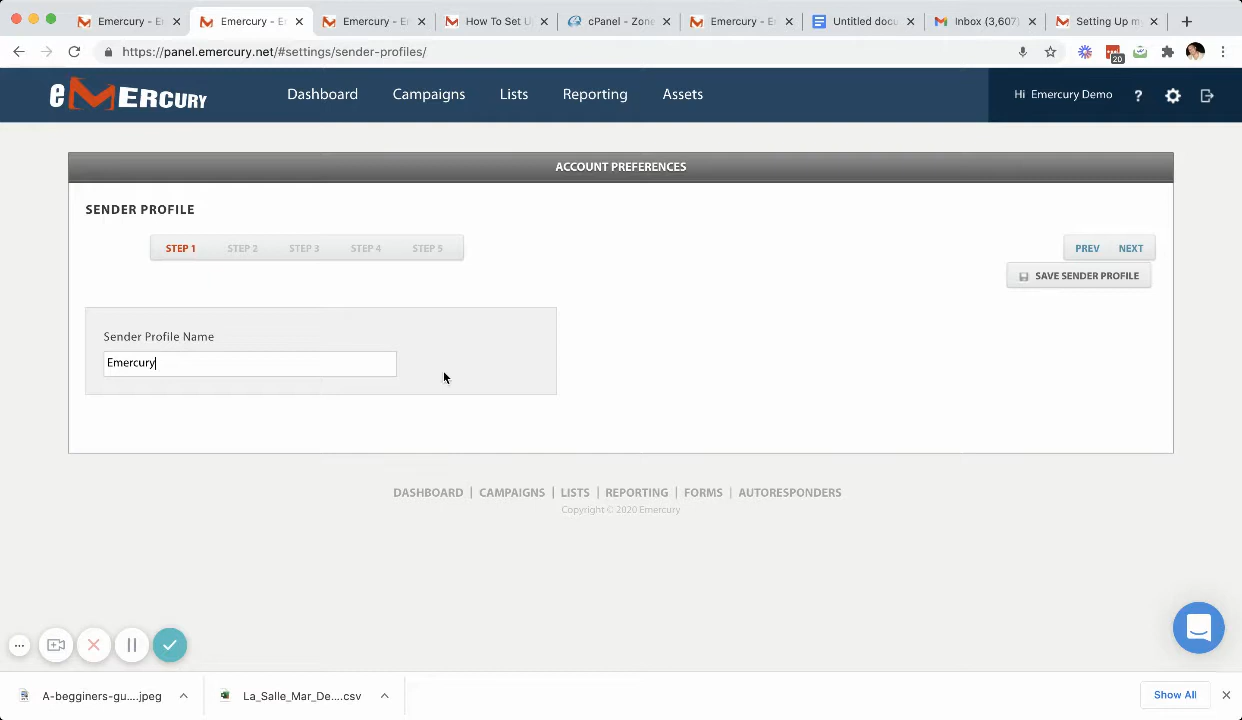 Emercury - E
Emercury - E
Emercury - E
How To Set U
cPanel - Zone
Emercury - E
Untitled docu
Inbox (3,607)
Setting Up m
https://panel.emercury.net/#settings/sender-profiles/
20
eMERCURY
Dashboard
Campaigns
Lists
Reporting
Assets
Hi Emercury Demo
?
ACCOUNT PREFERENCES
SENDER PROFILE
STEP 1
STEP 2
STEP 3
STEP 4
STEP 5
PREV
NEXT
SAVE SENDER PROFILE
Sender Profile Name
Emercury
DASHBOARD | CAMPAIGNS | LISTS | REPORTING | FORMS | AUTORESPONDERS
Copyright © 2020 Emercury
A-begginers-gu....jpeg
La_Salle_Mar_De....csv
Show All